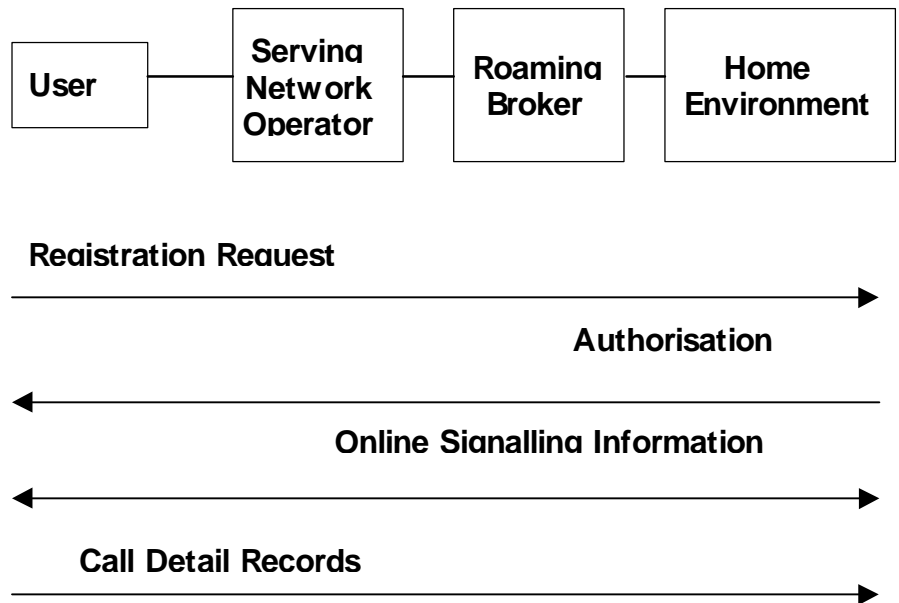 User
Serving
Network
Operator
Roaming
Broker
Home
Environment
Registration Request
Authorisation
Online Signalling Information
Call Detail Records